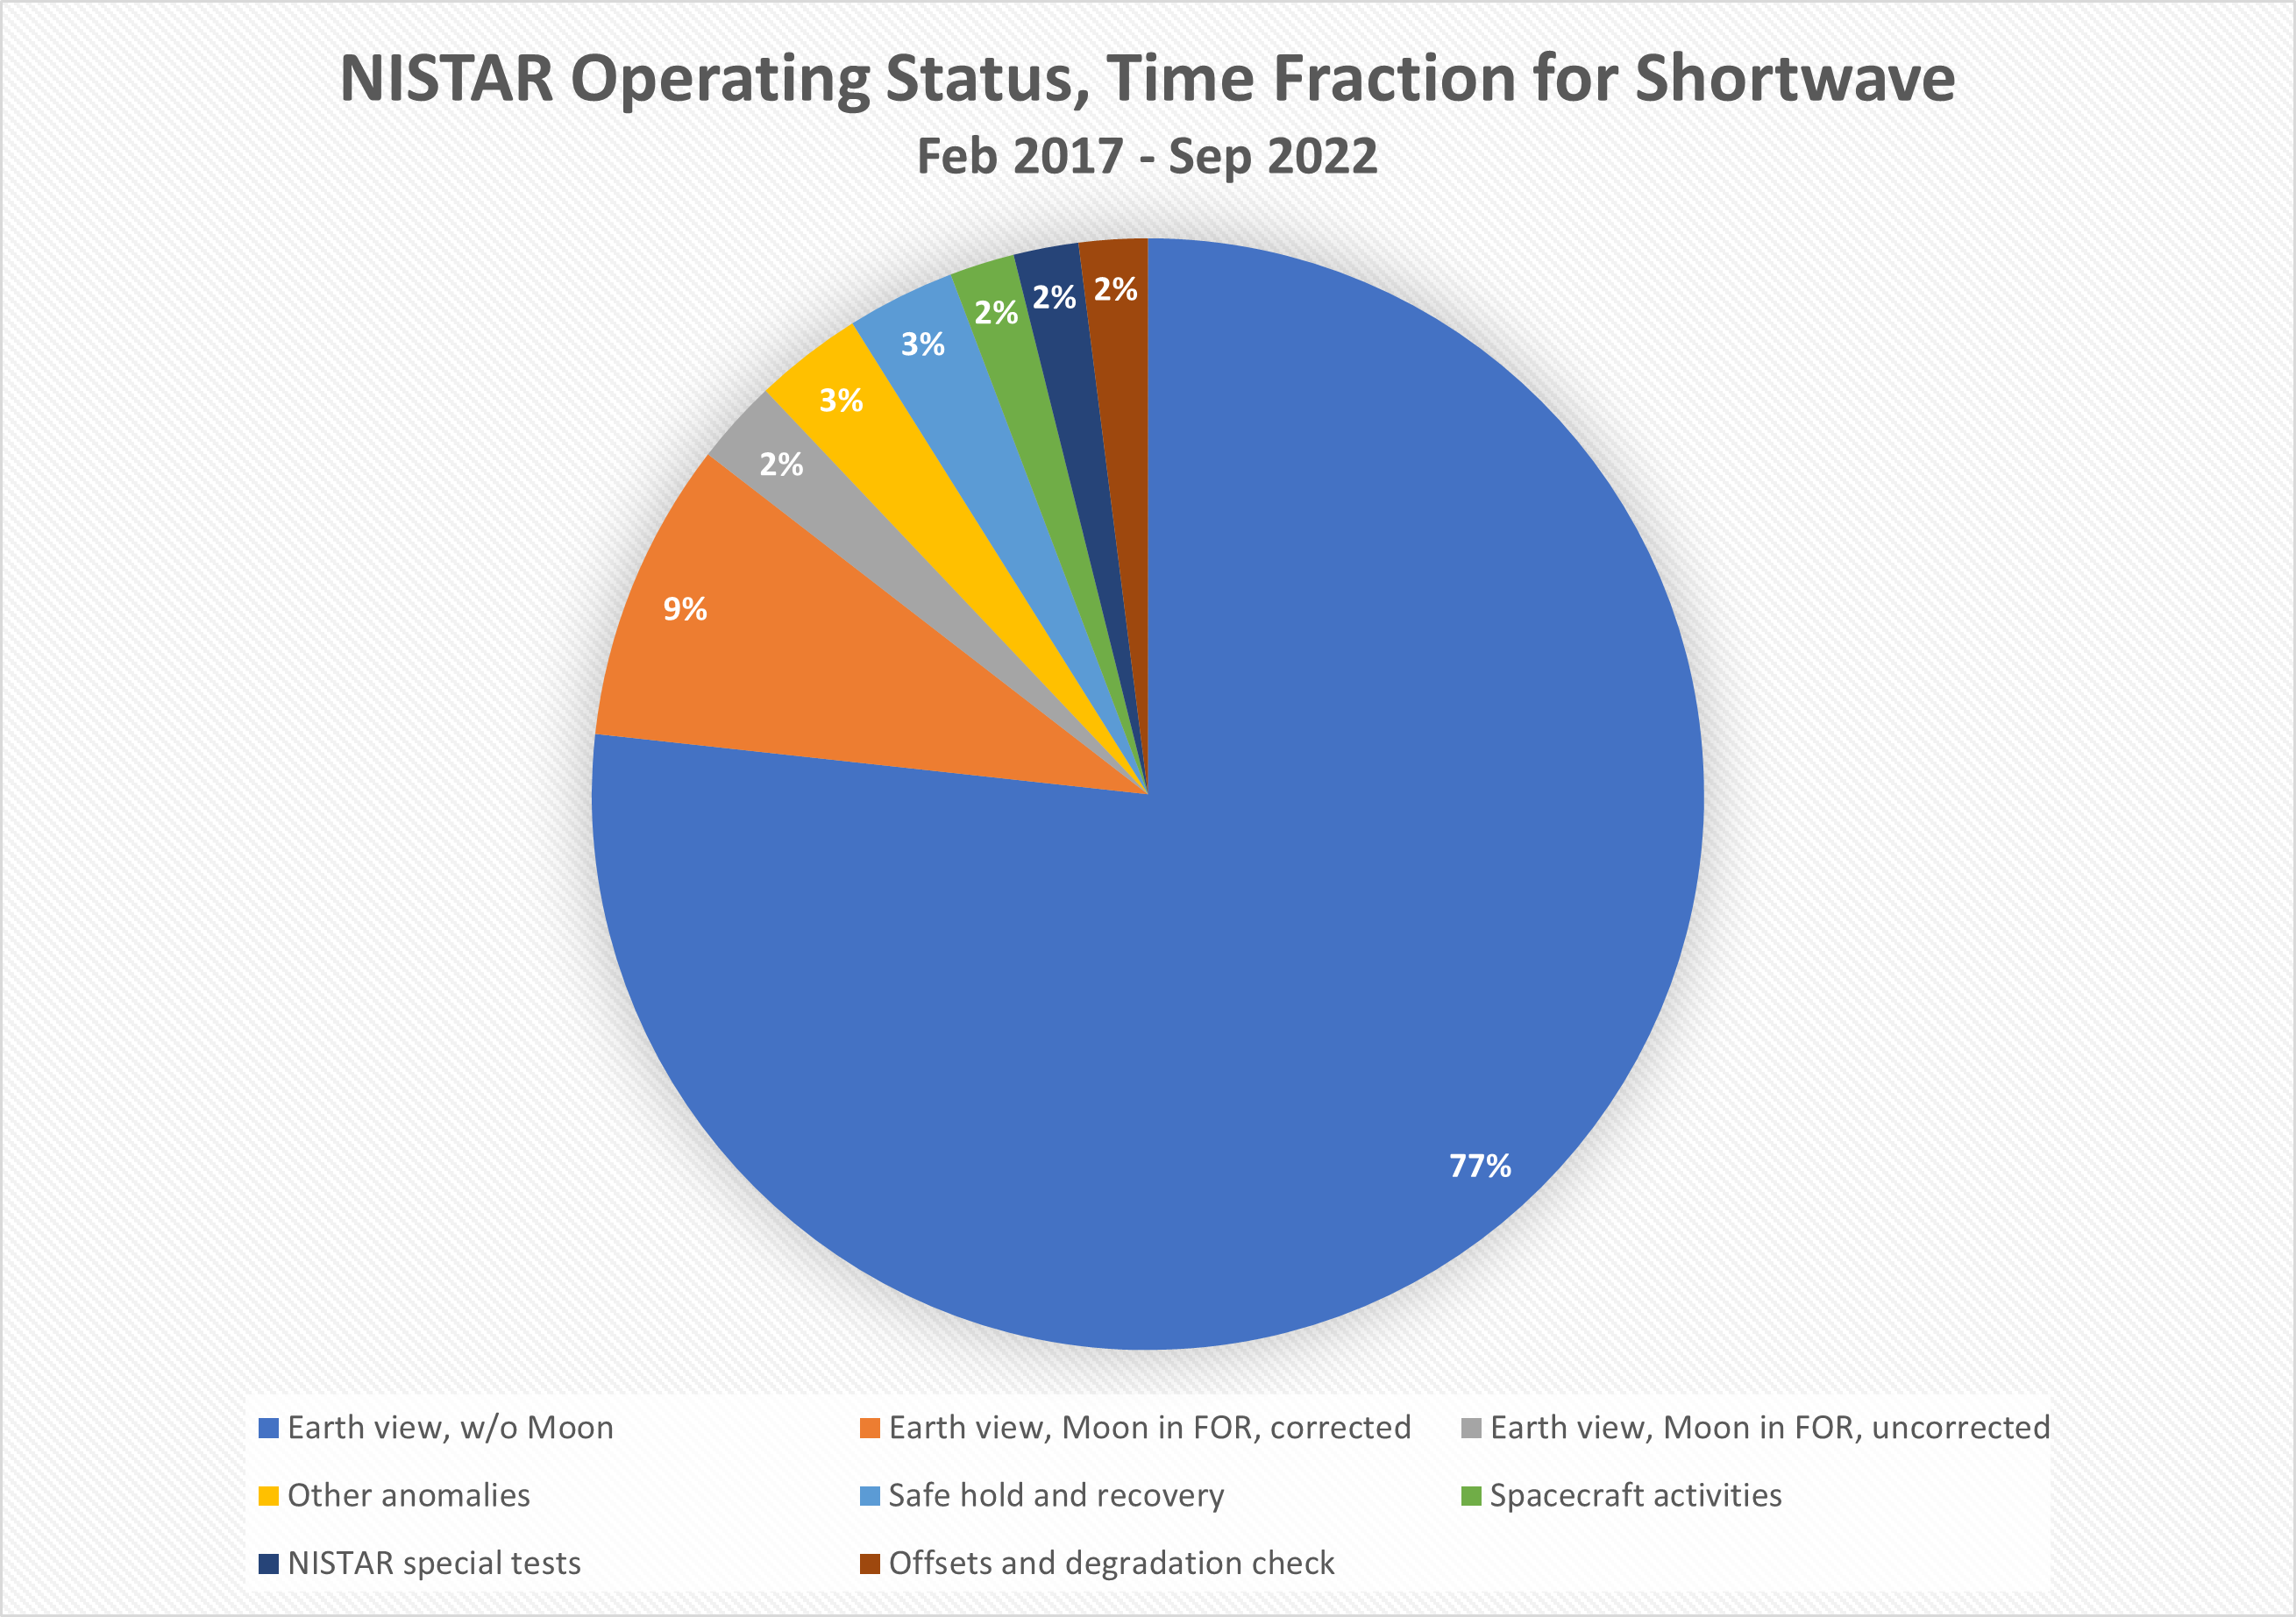 NISTAR Operating Status, Time Fraction for Shortwave
Feb 2017 - Sep 2022
2%
2%
2%
3%
3%
2%
9%
77%
Earth view, w/o Moon
Earth view, Moon in FOR, corrected
Earth view, Moon in FOR, uncorrected
Other anomalies
Safe hold and recovery
Spacecraft activities
NISTAR special tests
Offsets and degradation check